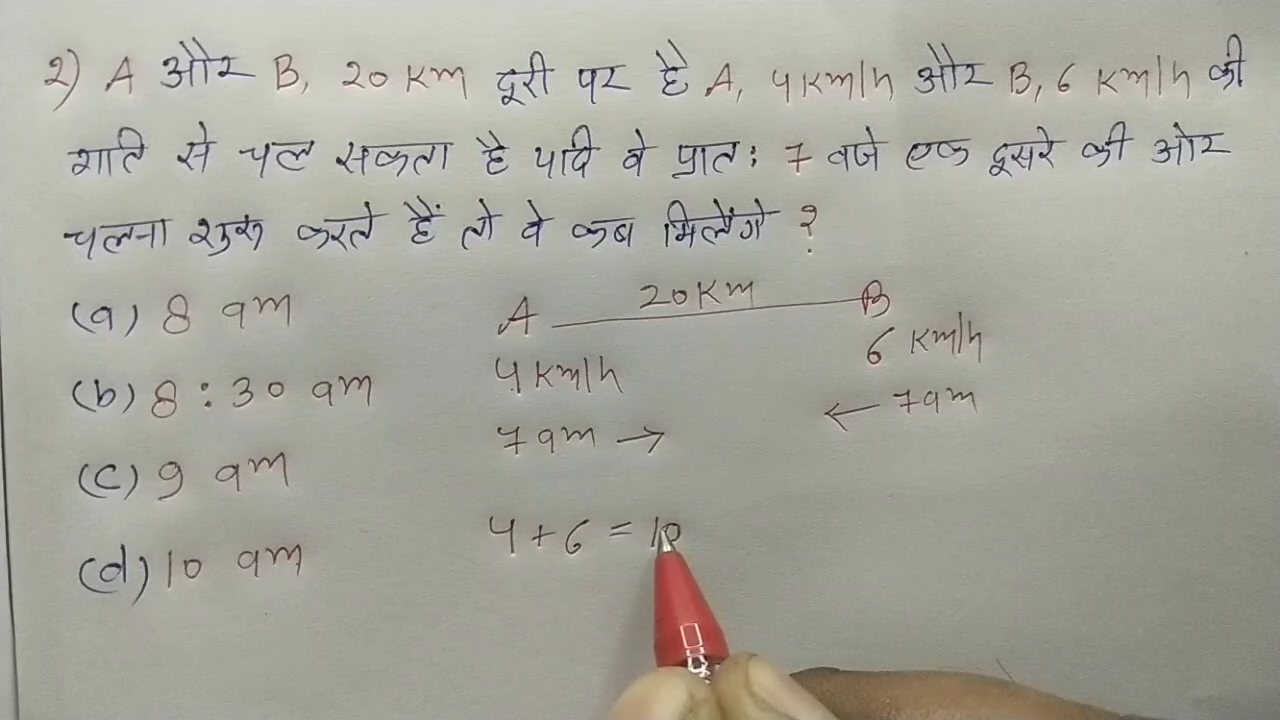 2) A और B, 20 Km दूरी पर है A, 4 Km/h और B, 6 Km/h की
गति से चल सकता है यदि वे प्रातः 7 बजे एक दूसरे की ओर
चलना शुरू करते हैं तो वे कब मिलेंगे ?
(a) 8 am
(b) 8 : 30 am
(c) 9 am
(d) 10 am
A 20 Km B
4 Km/h 6 Km/h
7 am → ← 7 am
4 + 6 = 10